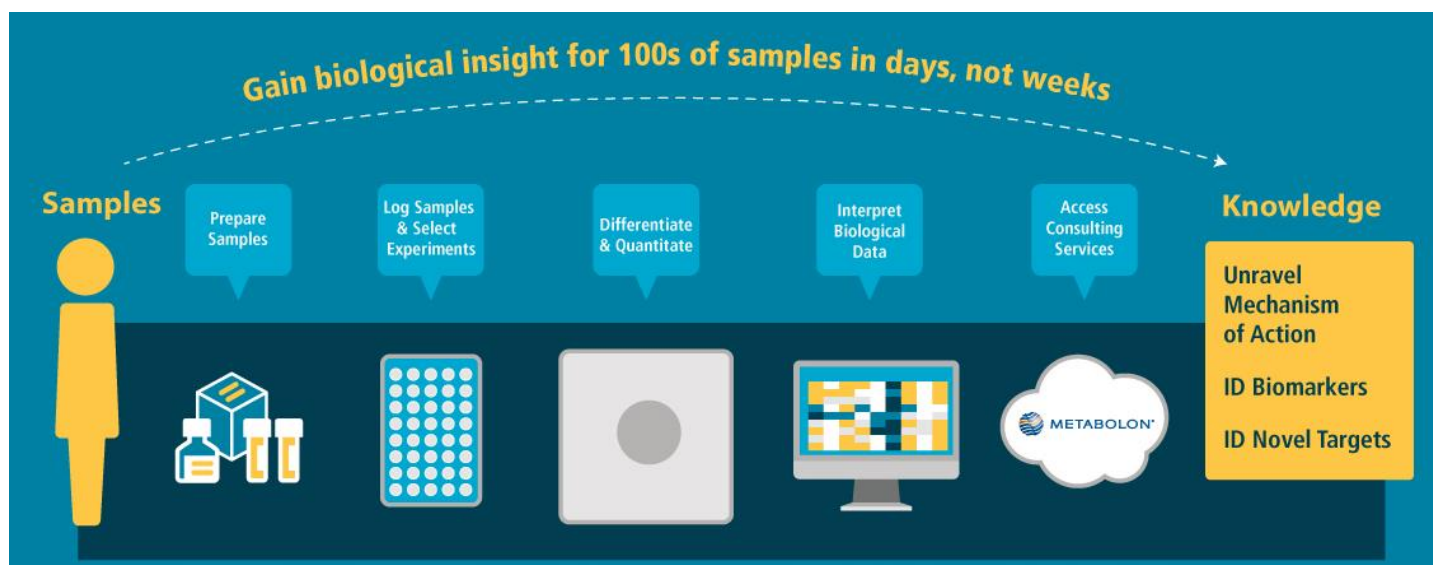 Gain biological insight for 100s of samples in days, not weeks
Samples
Prepare
Samples
Log Samples
& Select
Experiments
Differentiate
& Quantitate
Interpret
Biological
Data
Access
Consulting
Services
Knowledge
Unravel
Mechanism
of Action
ID Biomarkers
ID Novel Targets
METABOLON